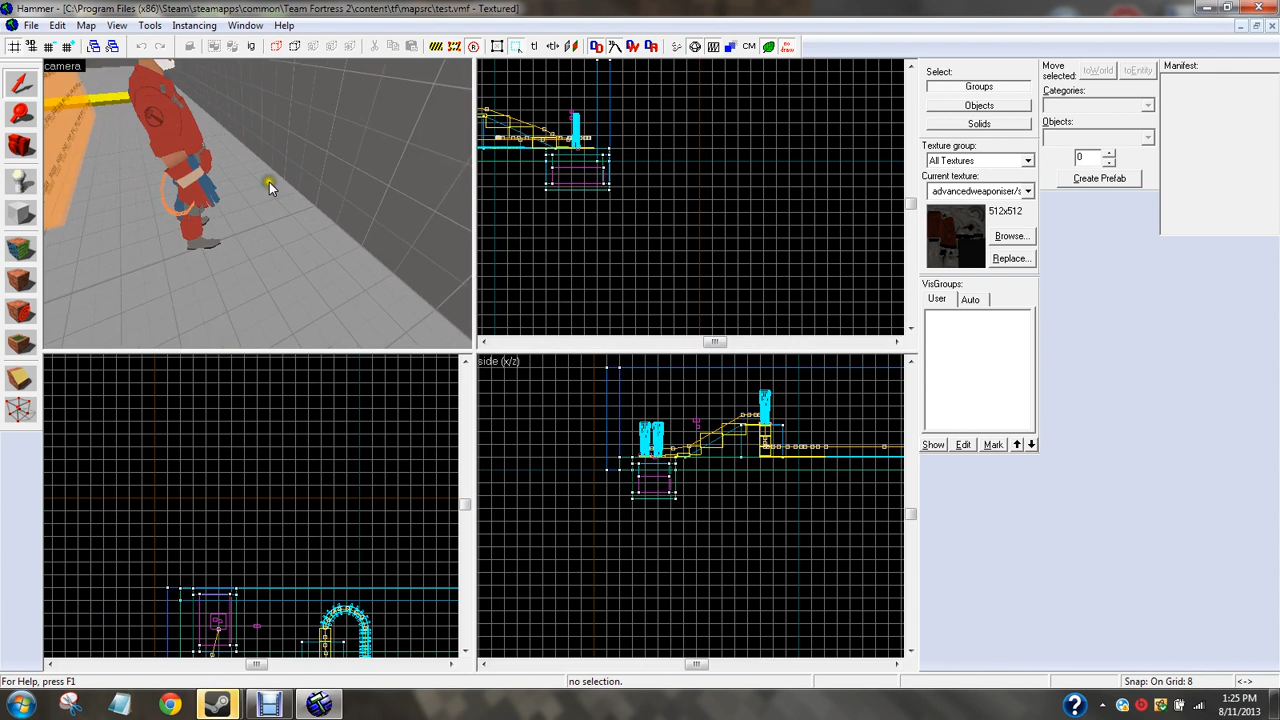 Hammer - [C:\Program Files (x86)\Steam\steamapps\common\Team Fortress 2\content\tf\mapsrc\test.vmf - Textured]
File Edit Map View Tools Instancing Window Help
camera
side (x/z)
Select:
Groups
Objects
Solids
Texture group:
All Textures
Current texture:
advancedweaponiser/s
512x512
Browse...
Replace...
VisGroups:
User Auto
Show Edit Mark
Move selected:
toWorld toEntity
Categories:
Objects:
0
Create Prefab
Manifest:
For Help, press F1
no selection.
Snap: On Grid: 8
<->
1:25 PM
8/11/2013